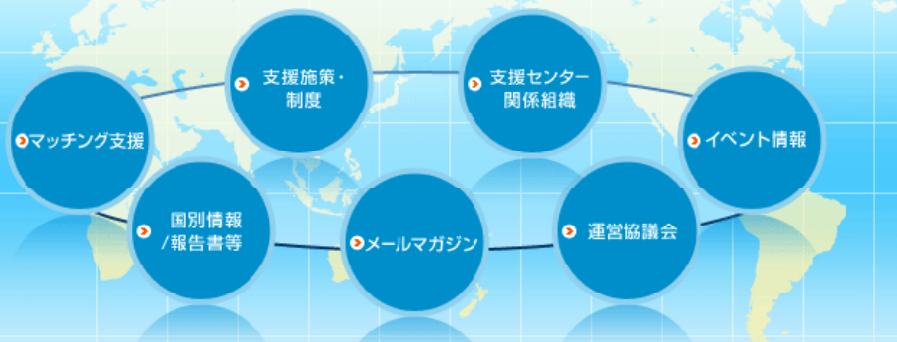 支援施策・
制度
支援センター
関係組織
マッチング支援
イベント情報
国別情報
/報告書等
メールマガジン
運営協議会